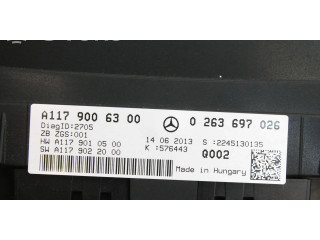 A117 900 63 00 0 263 697 026
DiagID:2705
ZB ZGS:001 14 06 2013 S :2245130135
HW A117 901 05 00 K :576443 Q002
SW A117 902 20 00 Made in Hungary